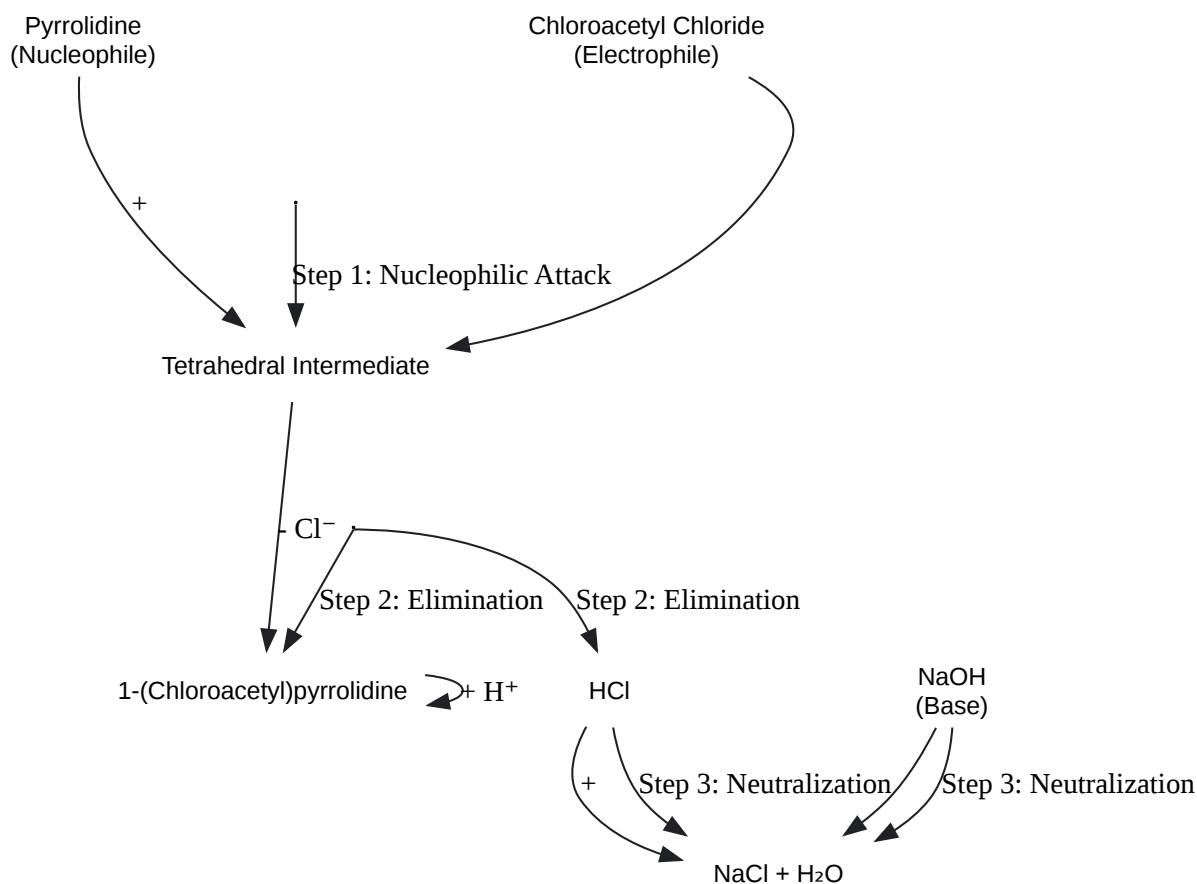 Pyrrolidine
(Nucleophile)
Chloroacetyl Chloride
(Electrophile)
+
Step 1: Nucleophilic Attack
Tetrahedral Intermediate
- Cl⁻
Step 2: Elimination
Step 2: Elimination
1-(Chloroacetyl)pyrrolidine
+ H⁺
HCl
NaOH
(Base)
+
Step 3: Neutralization
Step 3: Neutralization
NaCl + H₂O